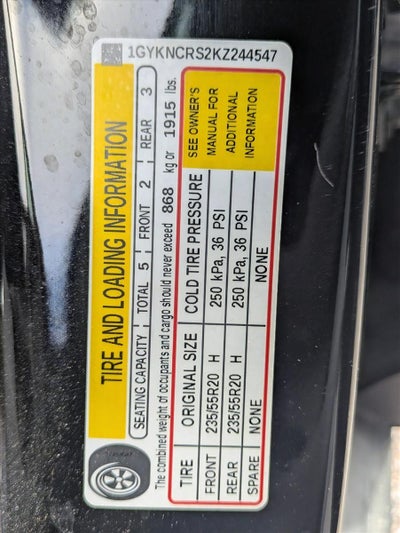 1GYKNCRS2KZ244547
TIRE AND LOADING INFORMATION
SEATING CAPACITY TOTAL 5 FRONT 2 REAR 3
The combined weight of occupants and cargo should never exceed 868 kg or 1915 lbs.
TIRE ORIGINAL SIZE COLD TIRE PRESSURE
FRONT 235/55R20 H 250 kPa, 36 PSI
REAR 235/55R20 H 250 kPa, 36 PSI
SPARE NONE NONE
SEE OWNER'S
MANUAL FOR
ADDITIONAL
INFORMATION